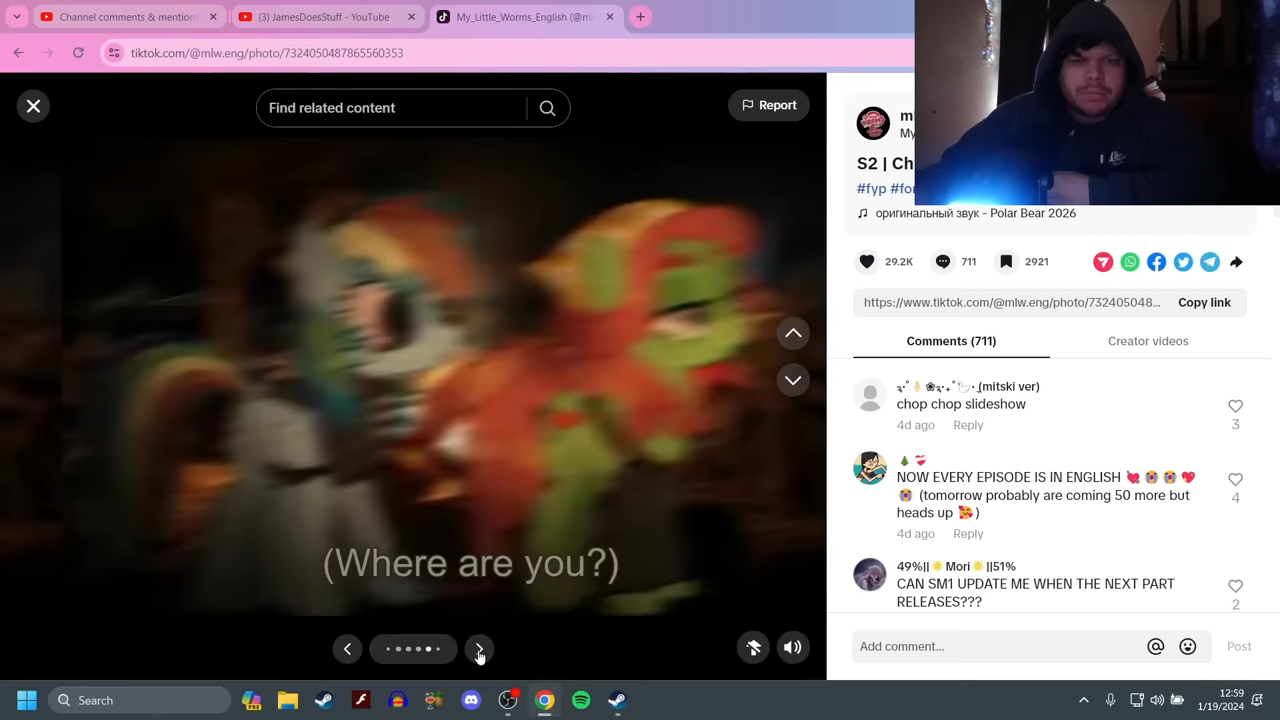 Channel comments & mention
(3) JamesDoesStuff - YouTube
My_Little_Worms_English (@m
tiktok.com/@mlw.eng/photo/7324050487865560353
Find related content
Report
My
S2 | Ch
#fyp #fo
оригинальный звук - Polar Bear 2026
29.2K
711
2921
https://www.tiktok.com/@mlw.eng/photo/732405048...
Copy link
Comments (711)
Creator videos
(mitski ver)
chop chop slideshow
4d ago Reply
3
NOW EVERY EPISODE IS IN ENGLISH 💘 😭 😭 💖
😭 (tomorrow probably are coming 50 more but
heads up 🥰 )
4d ago Reply
4
49%||🌟Mori🌟||51%
CAN SM1 UPDATE ME WHEN THE NEXT PART
RELEASES???
2
(Where are you?)
Add comment...
Post
Search
12:59
1/19/2024